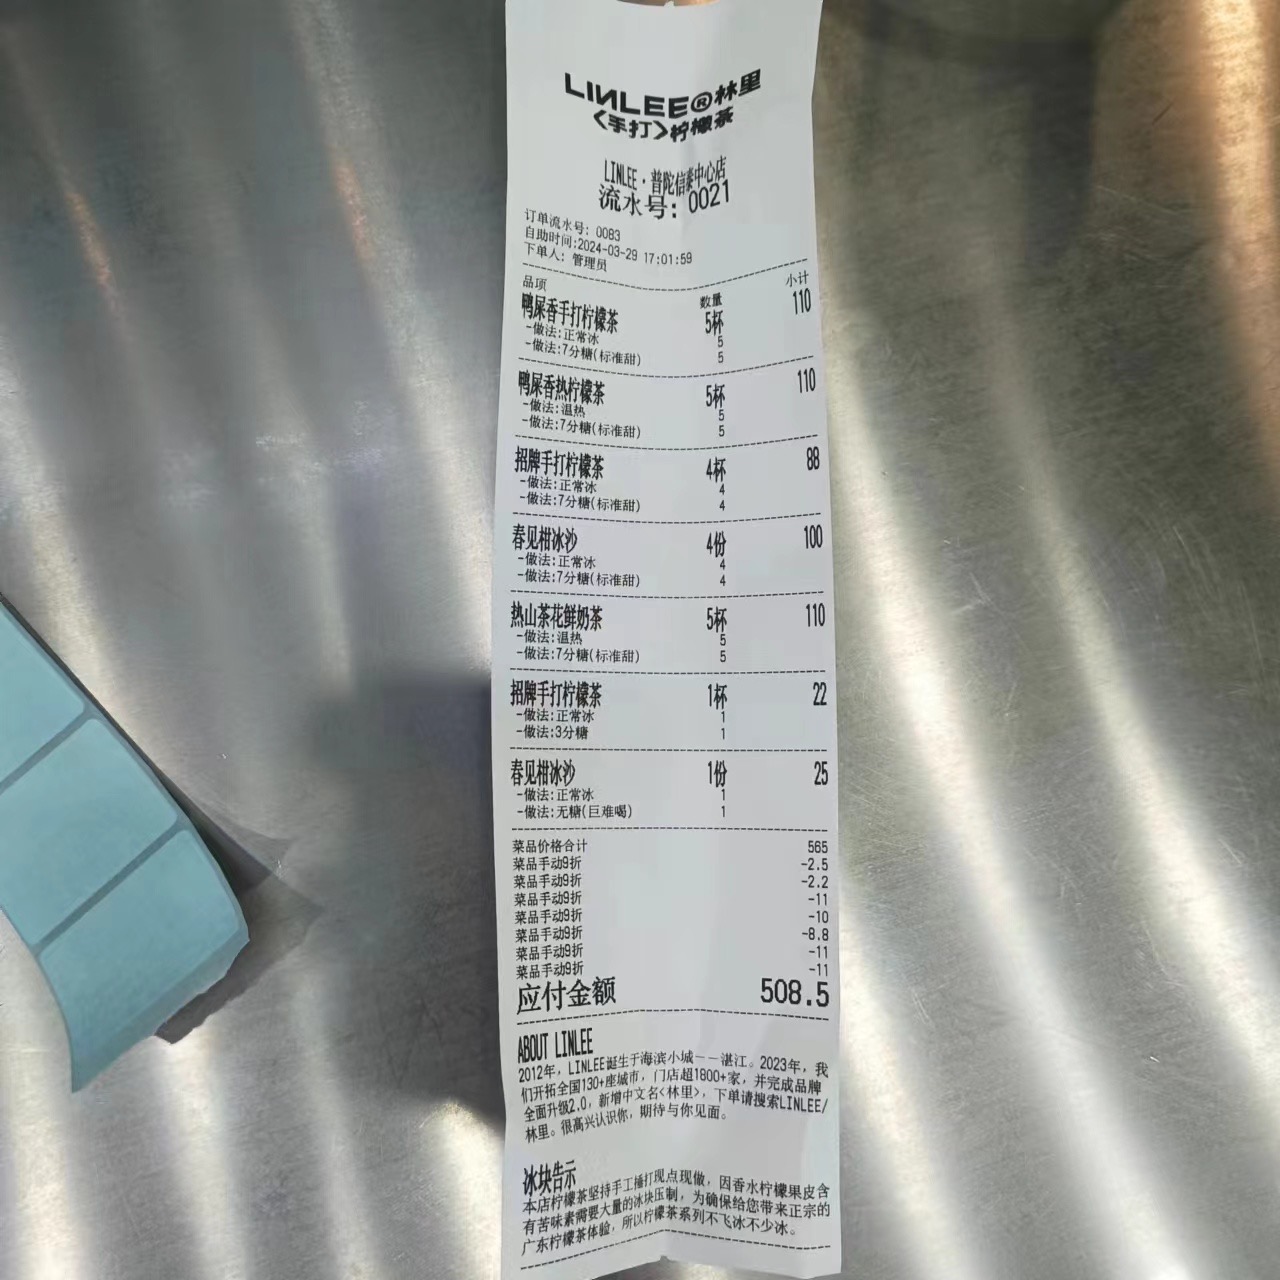 LINLEE®林里
<手打>柠檬茶
LINLEE·普陀信泰中心店
流水号: 0021
订单流水号: 0083
自助时间:2024-03-29 17:01:59
下单人: 管理员
品项 数量 小计
鸭屎香手打柠檬茶 5杯 110
-做法:正常冰 5
-做法:7分糖(标准甜) 5
鸭屎香热柠檬茶 5杯 110
-做法:温热 5
-做法:7分糖(标准甜) 5
招牌手打柠檬茶 4杯 88
-做法:正常冰 4
-做法:7分糖(标准甜) 4
春见柑冰沙 4份 100
-做法:正常冰 4
-做法:7分糖(标准甜) 4
热山茶花鲜奶茶 5杯 110
-做法:温热 5
-做法:7分糖(标准甜) 5
招牌手打柠檬茶 1杯 22
-做法:正常冰 1
-做法:3分糖 1
春见柑冰沙 1份 25
-做法:正常冰 1
-做法:无糖(巨难喝) 1
菜品价格合计 565
菜品手动9折 -2.5
菜品手动9折 -2.2
菜品手动9折 -11
菜品手动9折 -10
菜品手动9折 -8.8
菜品手动9折 -11
菜品手动9折 -11
应付金额 508.5
ABOUT LINLEE
2012年, LINLEE诞生于海滨小城——湛江。2023年, 我
们开拓全国130+座城市, 门店超1800+家, 并完成品牌
全面升级2.0, 新增中文名<林里>, 下单请搜索LINLEE/
林里。很高兴认识你, 期待与你见面。
冰块告示
本店柠檬茶坚持手工捶打现点现做, 因香水柠檬果皮含
有苦味素需要大量的冰块压制, 为确保给您带来正宗的
广东柠檬茶体验, 所以柠檬茶系列不飞冰不少冰。